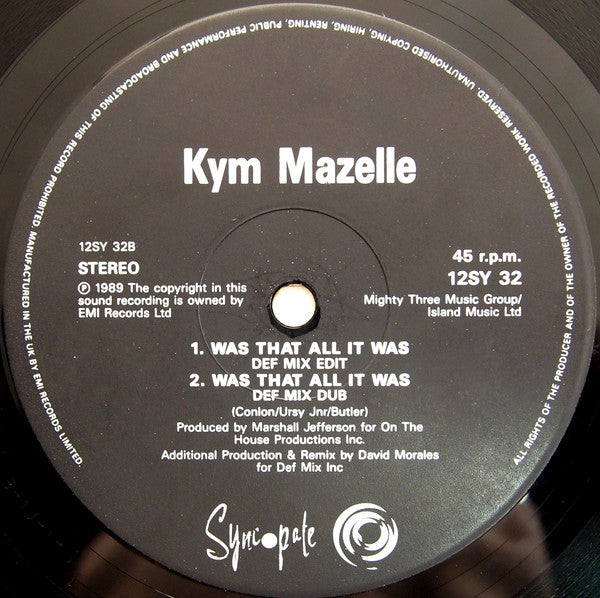 ALL RIGHTS OF THE PRODUCER AND OF THE OWNER OF THE RECORDED WORK RESERVED. UNAUTHORISED COPYING, HIRING, RENTING, PUBLIC PERFORMANCE AND BROADCASTING OF THIS RECORD PROHIBITED. MANUFACTURED IN THE UK BY EMI RECORDS LIMITED.
Kym Mazelle
12SY 32B
STEREO
℗ 1989 The copyright in this
sound recording is owned by
EMI Records Ltd
45 r.p.m.
12SY 32
Mighty Three Music Group/
Island Music Ltd
1. WAS THAT ALL IT WAS
DEF MIX EDIT
2. WAS THAT ALL IT WAS
DEF MIX DUB
(Conlon/Ursy Jnr/Butler)
Produced by Marshall Jefferson for On The
House Productions Inc.
Additional Production & Remix by David Morales
for Def Mix Inc
Syncopate